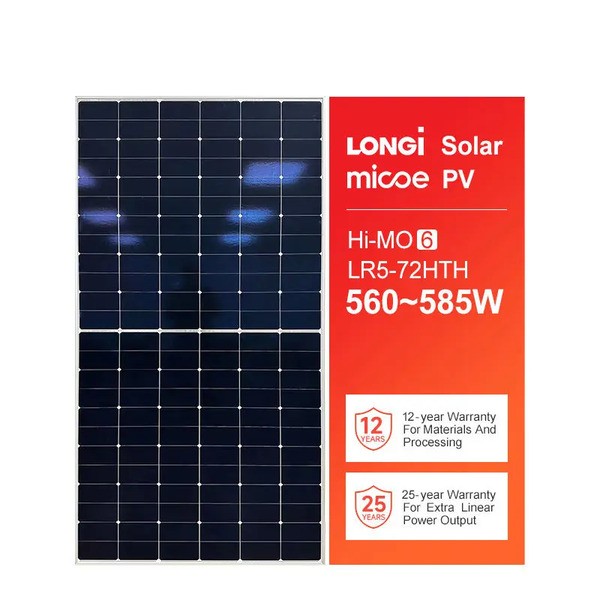 LONGi Solar
micoe PV
Hi-MO 6
LR5-72HTH
560~585W
12
YEARS
12-year Warranty
For Materials And
Processing
25
YEARS
25-year Warranty
For Extra Linear
Power Output